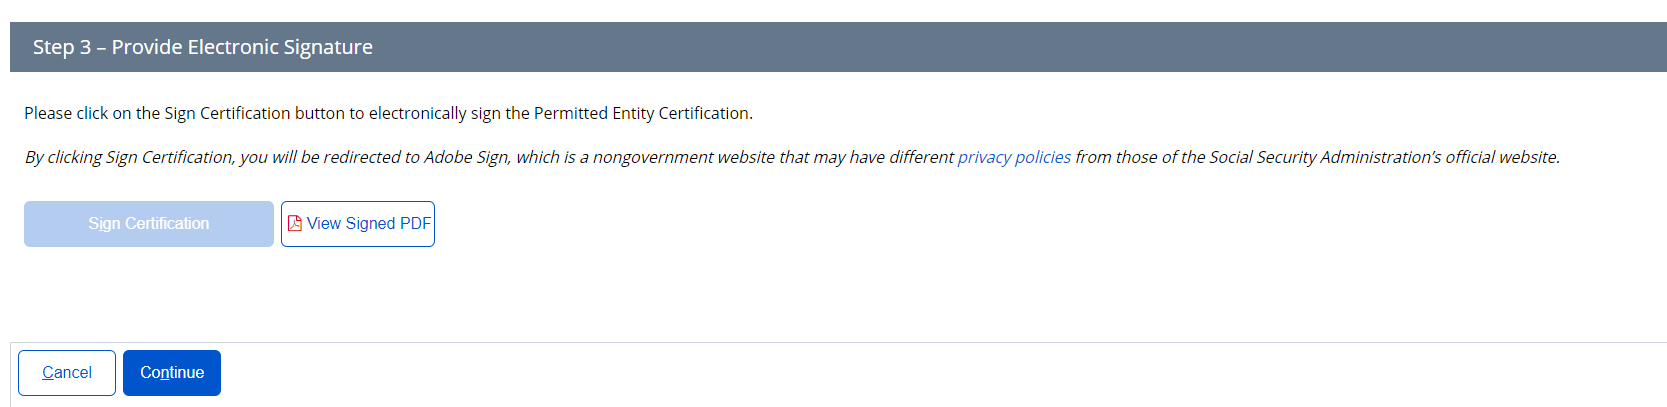 Step 3 – Provide Electronic Signature
Please click on the Sign Certification button to electronically sign the Permitted Entity Certification.
By clicking Sign Certification, you will be redirected to Adobe Sign, which is a nongovernment website that may have different privacy policies from those of the Social Security Administration’s official website.
Sign Certification View Signed PDF
Cancel Continue